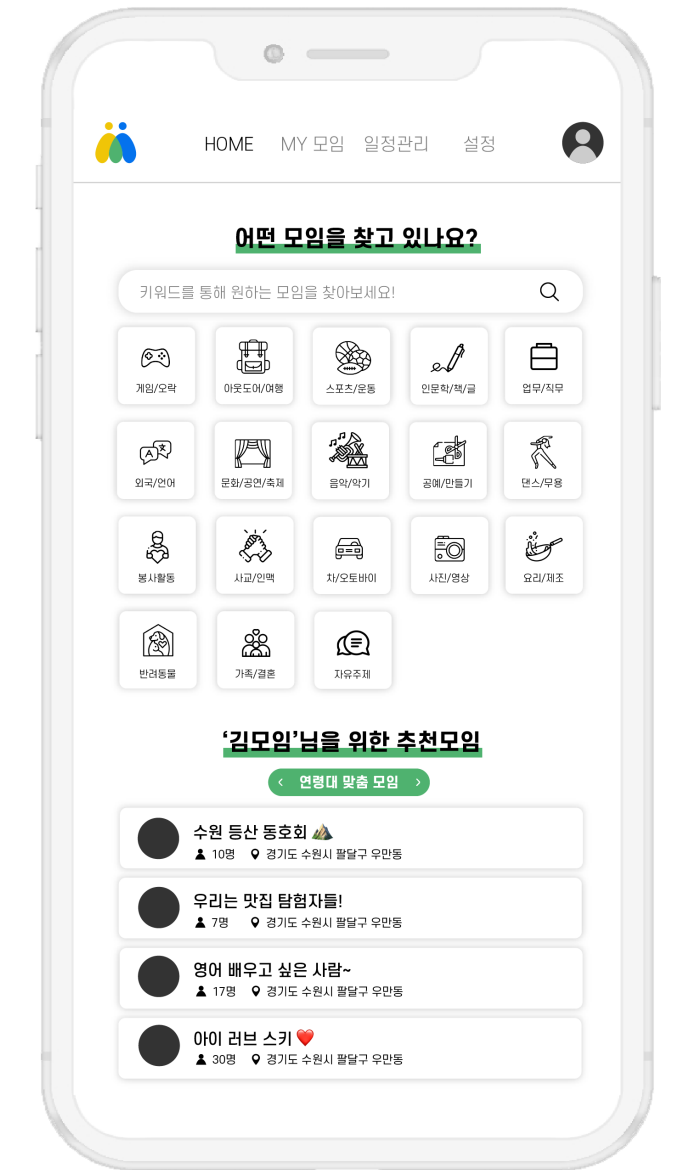 HOME MY 모임 일정관리 설정
어떤 모임을 찾고 있나요?
키워드를 통해 원하는 모임을 찾아보세요!
게임/오락 아웃도어/여행 스포츠/운동 인문학/책/글 업무/직무
외국/언어 문화/공연/축제 음악/악기 공예/만들기 댄스/무용
봉사활동 사교/인맥 차/오토바이 사진/영상 요리/제조
반려동물 가족/결혼 자유주제
‘김모임’님을 위한 추천모임
‹ 연령대 맞춤 모임 ›
수원 등산 동호회 ⛰️
10명 경기도 수원시 팔달구 우만동
우리는 맛집 탐험자들!
7명 경기도 수원시 팔달구 우만동
영어 배우고 싶은 사람~
17명 경기도 수원시 팔달구 우만동
아이 러브 스키 ❤️
30명 경기도 수원시 팔달구 우만동